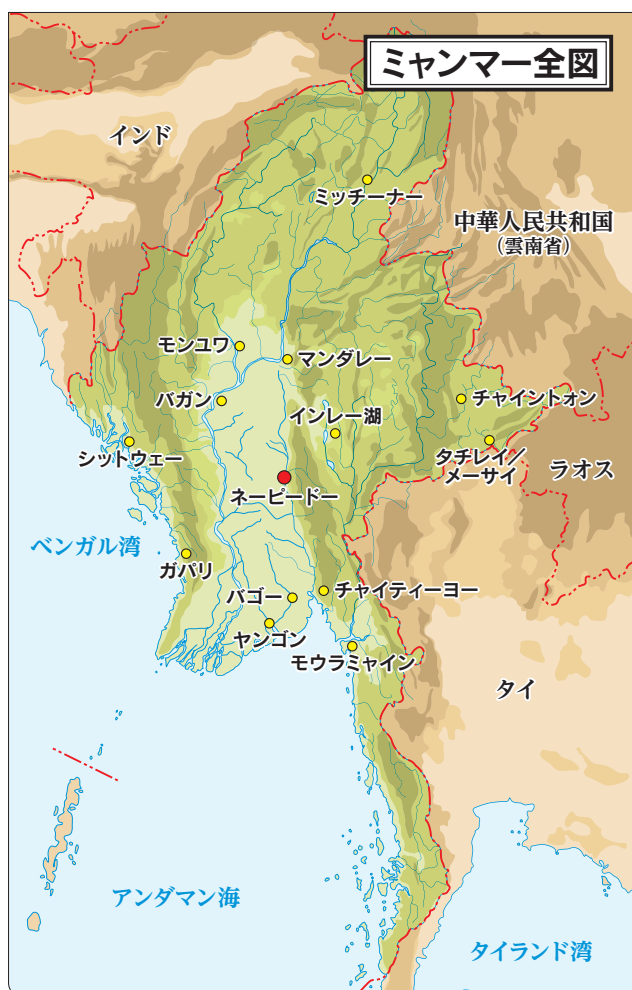 ミャンマー全図
インド
ミッチーナー
中華人民共和国
（雲南省）
モンユワ
マンダレー
バガン
チャイントォン
インレー湖
シットウェー
タチレイ／
メーサイ
ラオス
ネーピードー
ベンガル湾
ガパリ
バゴー
チャイティーヨー
ヤンゴン
モウラミャイン
タイ
アンダマン海
タイランド湾